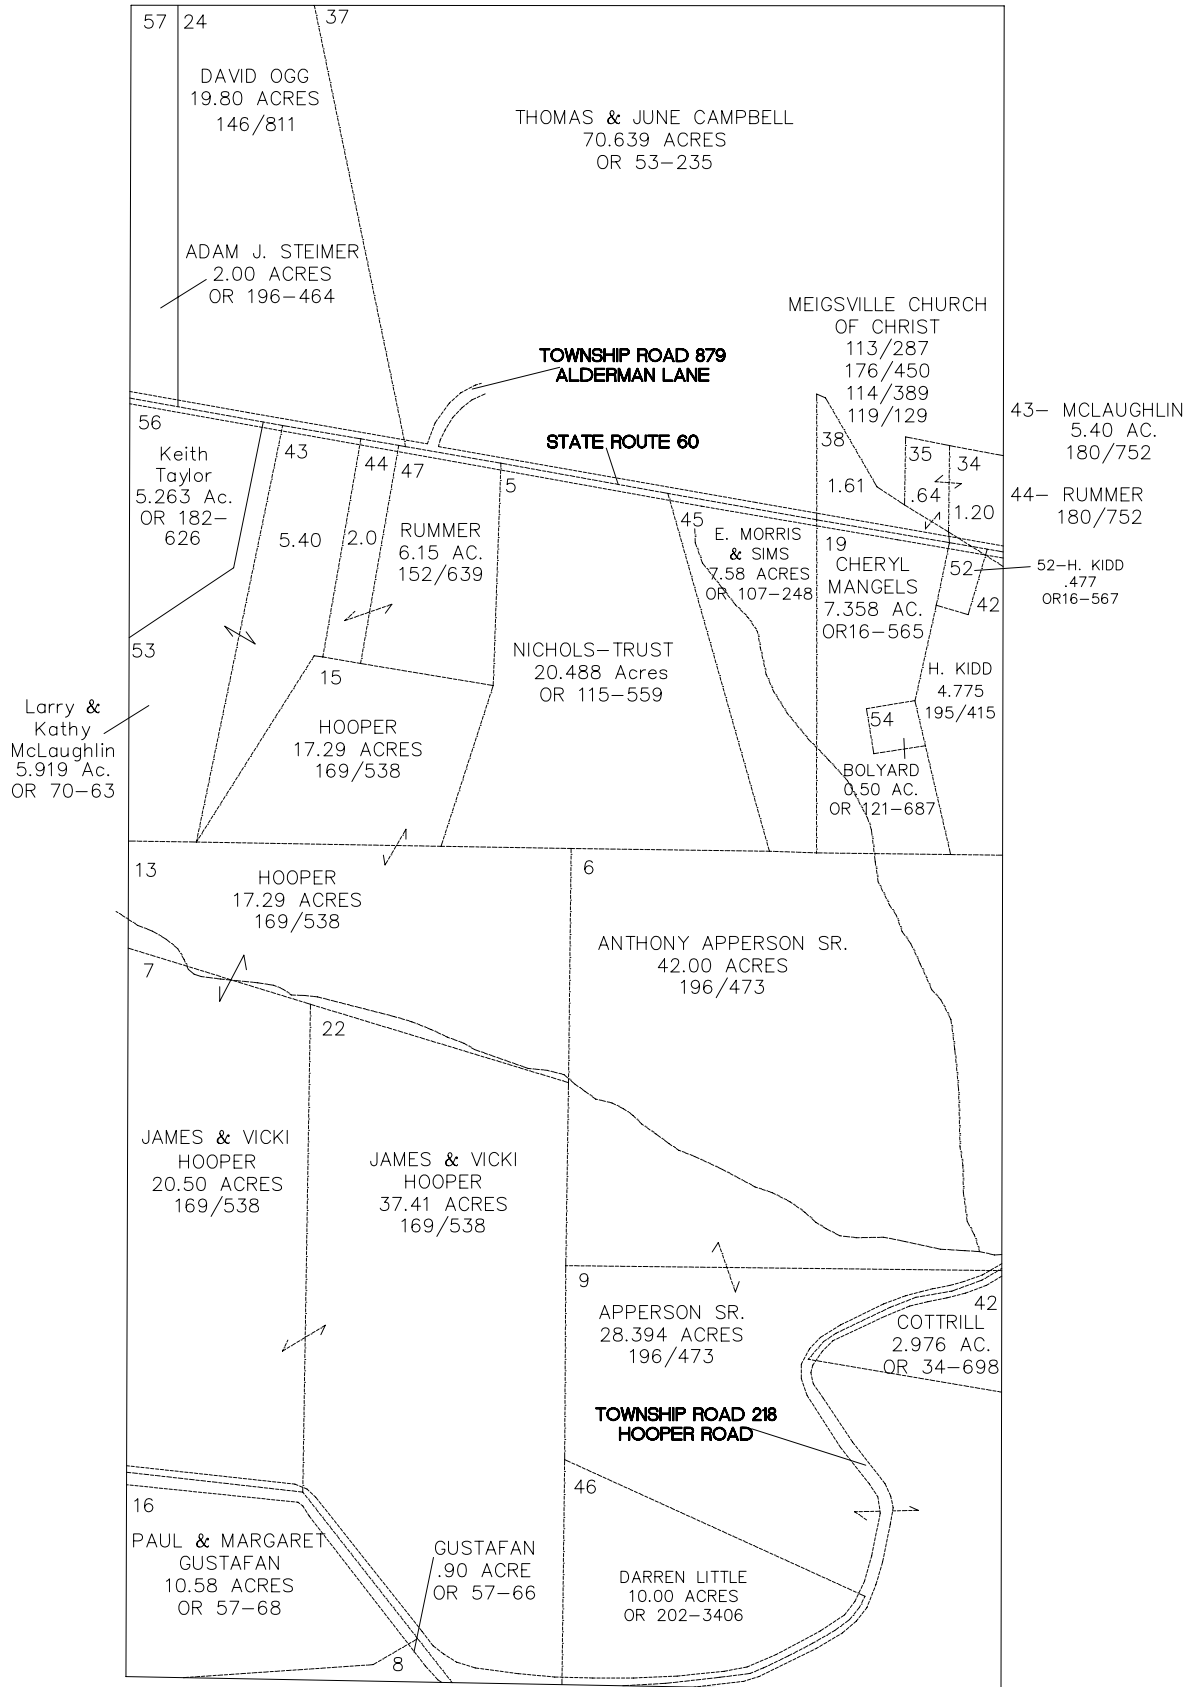 57
24
37
DAVID OGG
19.80 ACRES
146/811
THOMAS & JUNE CAMPBELL
70.639 ACRES
OR 53-235
ADAM J. STEIMER
2.00 ACRES
OR 196-464
MEIGSVILLE CHURCH
OF CHRIST
113/287
176/450
114/389
119/129
TOWNSHIP ROAD 879
ALDERMAN LANE
STATE ROUTE 60
43- MCLAUGHLIN
5.40 AC.
180/752
44- RUMMER
180/752
56
Keith
Taylor
5.263 Ac.
OR 182-
626
43
5.40
44
2.0
47
RUMMER
6.15 AC.
152/639
5
38
1.61
35
.64
34
1.20
45
E. MORRIS
& SIMS
7.58 ACRES
OR 107-248
19
CHERYL
MANGELS
7.358 AC.
OR16-565
52
52-H. KIDD
.477
OR16-567
42
53
15
NICHOLS-TRUST
20.488 Acres
OR 115-559
H. KIDD
4.775
195/415
Larry &
Kathy
McLaughlin
5.919 Ac.
OR 70-63
HOOPER
17.29 ACRES
169/538
54
BOLYARD
0.50 AC.
OR 121-687
13
HOOPER
17.29 ACRES
169/538
6
ANTHONY APPERSON SR.
42.00 ACRES
196/473
7
22
JAMES & VICKI
HOOPER
20.50 ACRES
169/538
JAMES & VICKI
HOOPER
37.41 ACRES
169/538
9
APPERSON SR.
28.394 ACRES
196/473
42
COTTRILL
2.976 AC.
OR 34-698
TOWNSHIP ROAD 218
HOOPER ROAD
46
16
PAUL & MARGARET
GUSTAFAN
10.58 ACRES
OR 57-68
GUSTAFAN
.90 ACRE
OR 57-66
DARREN LITTLE
10.00 ACRES
OR 202-3406
8